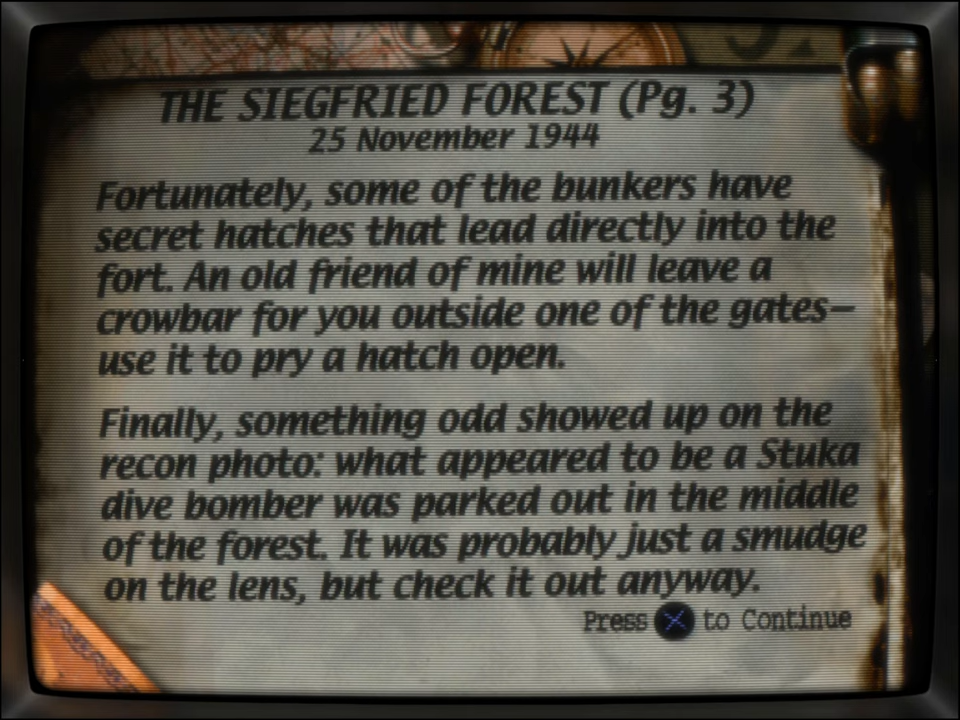 THE SIEGFRIED FOREST (Pg. 3)
25 November 1944
Fortunately, some of the bunkers have
secret hatches that lead directly into the
fort. An old friend of mine will leave a
crowbar for you outside one of the gates—
use it to pry a hatch open.
Finally, something odd showed up on the
recon photo: what appeared to be a Stuka
dive bomber was parked out in the middle
of the forest. It was probably just a smudge
on the lens, but check it out anyway.
Press X to Continue